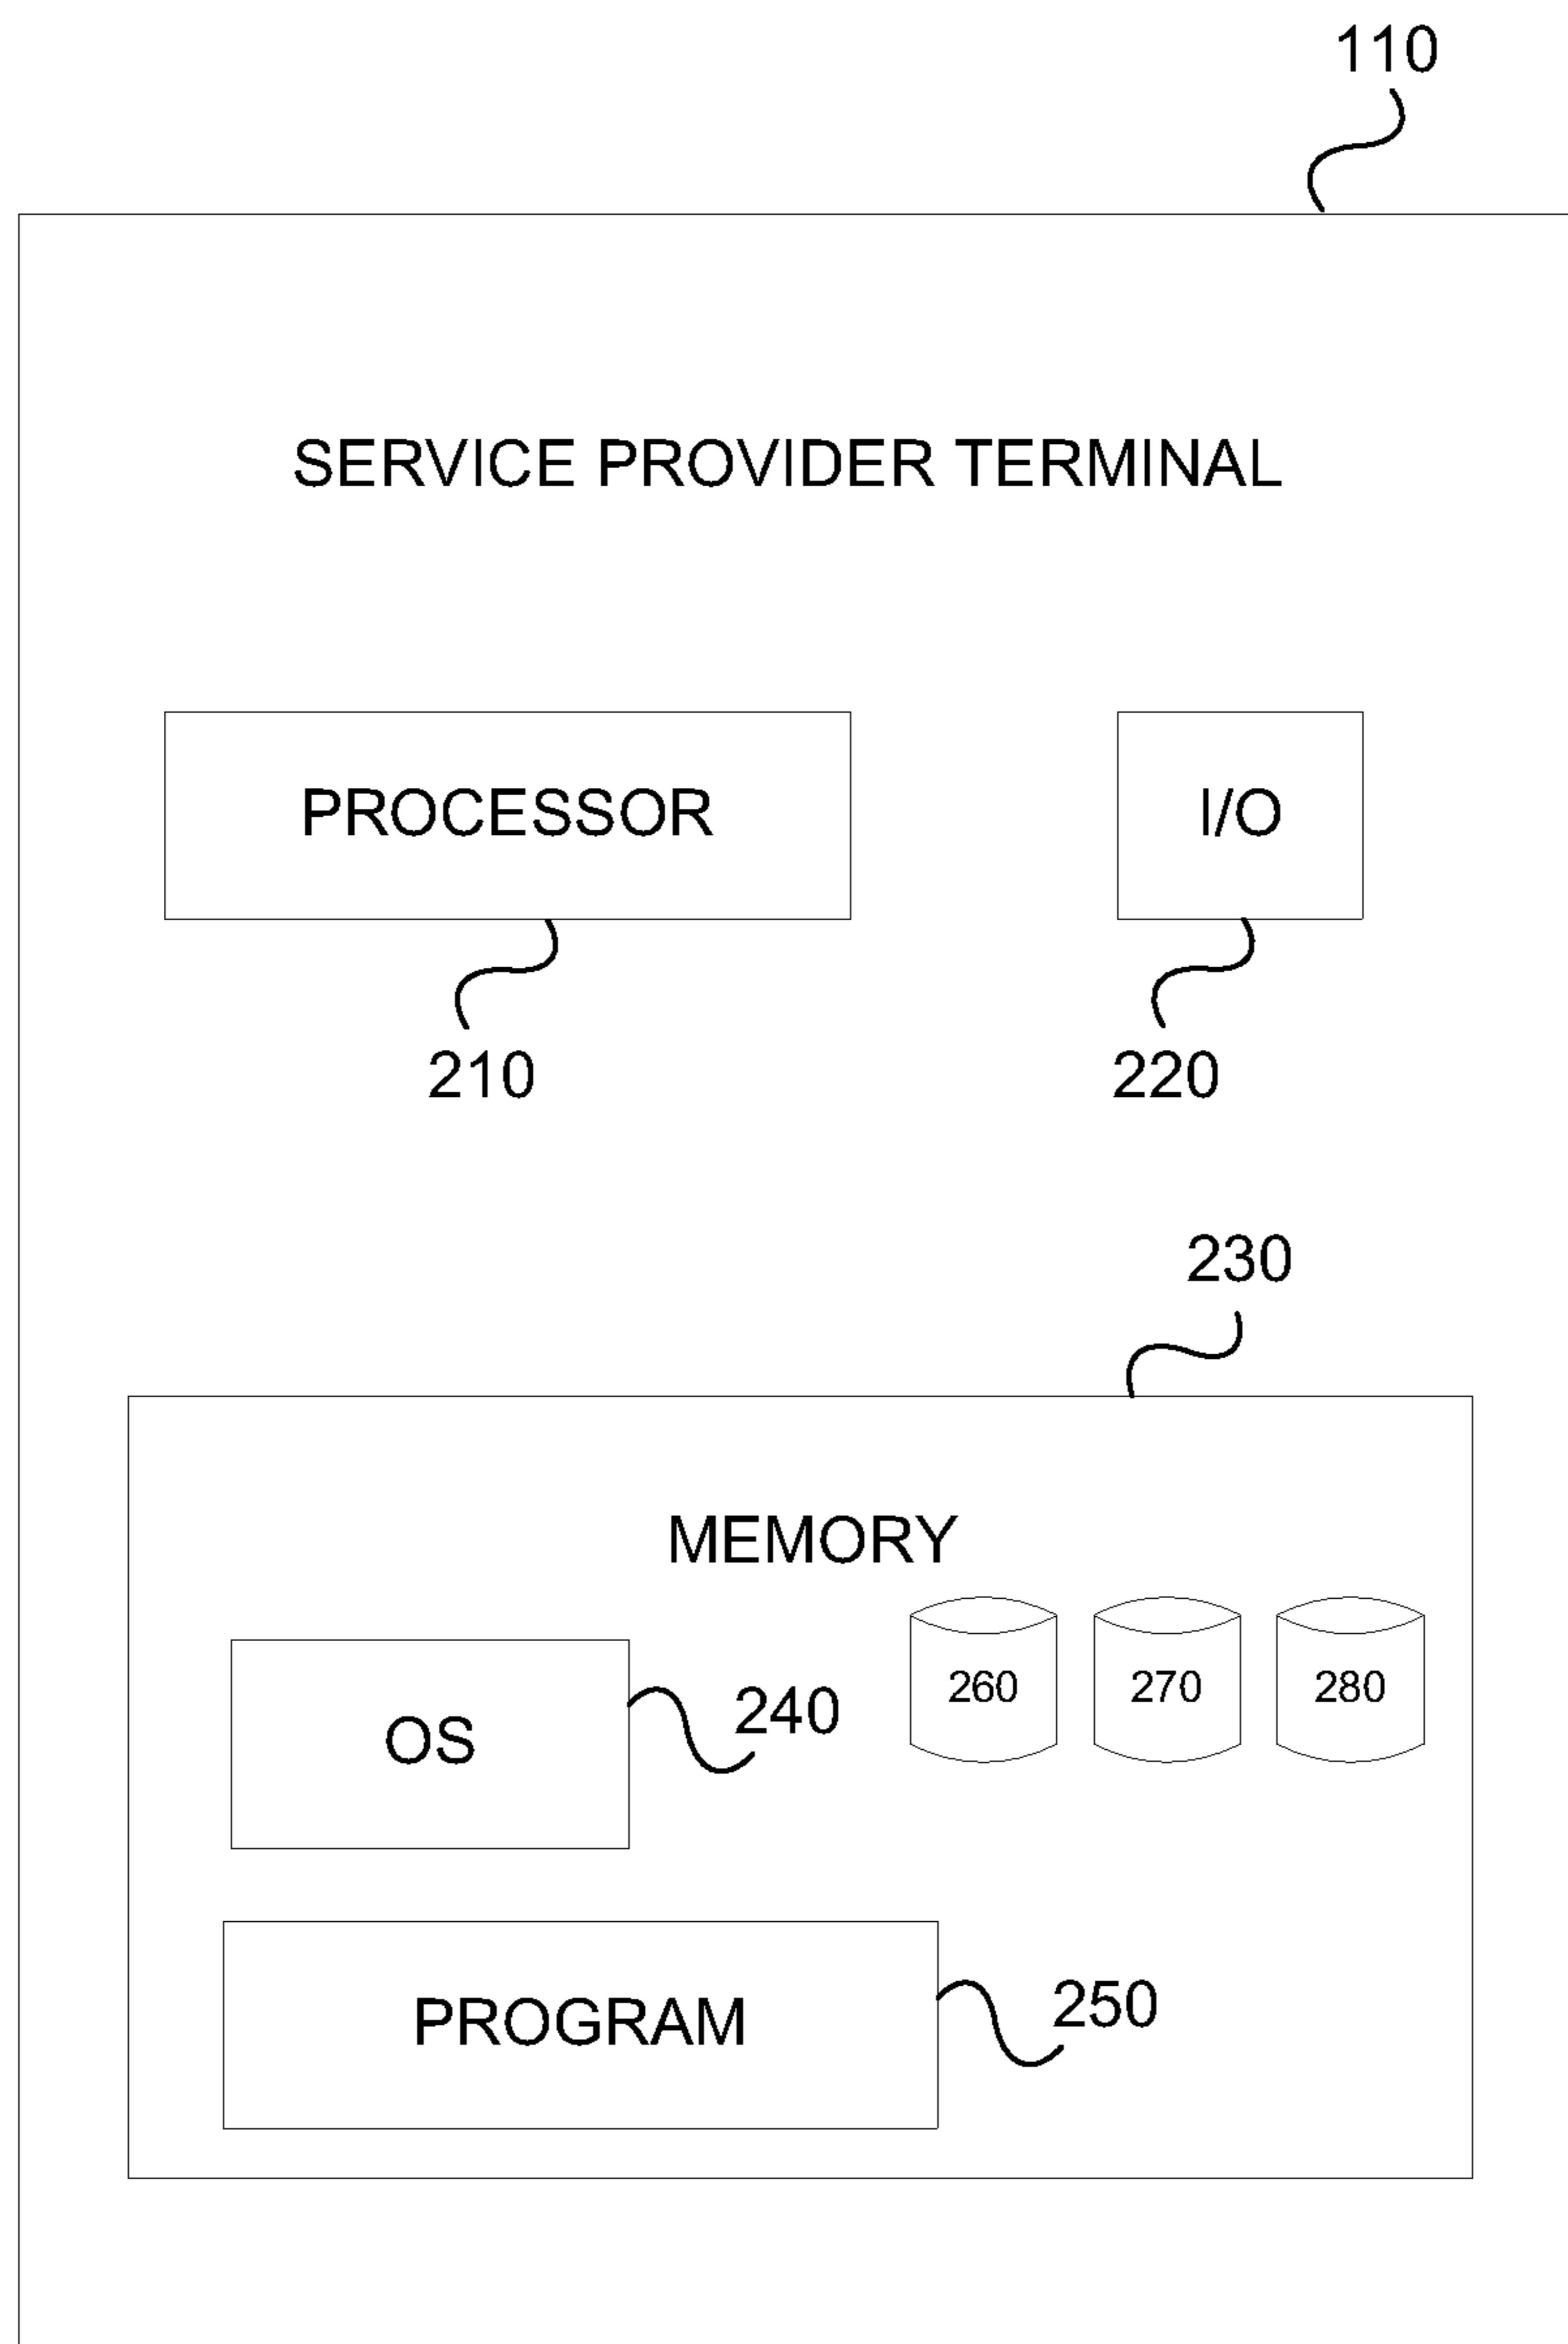 110
SERVICE PROVIDER TERMINAL
PROCESSOR
I/O
210
220
230
MEMORY
OS
240
260
270
280
PROGRAM
250